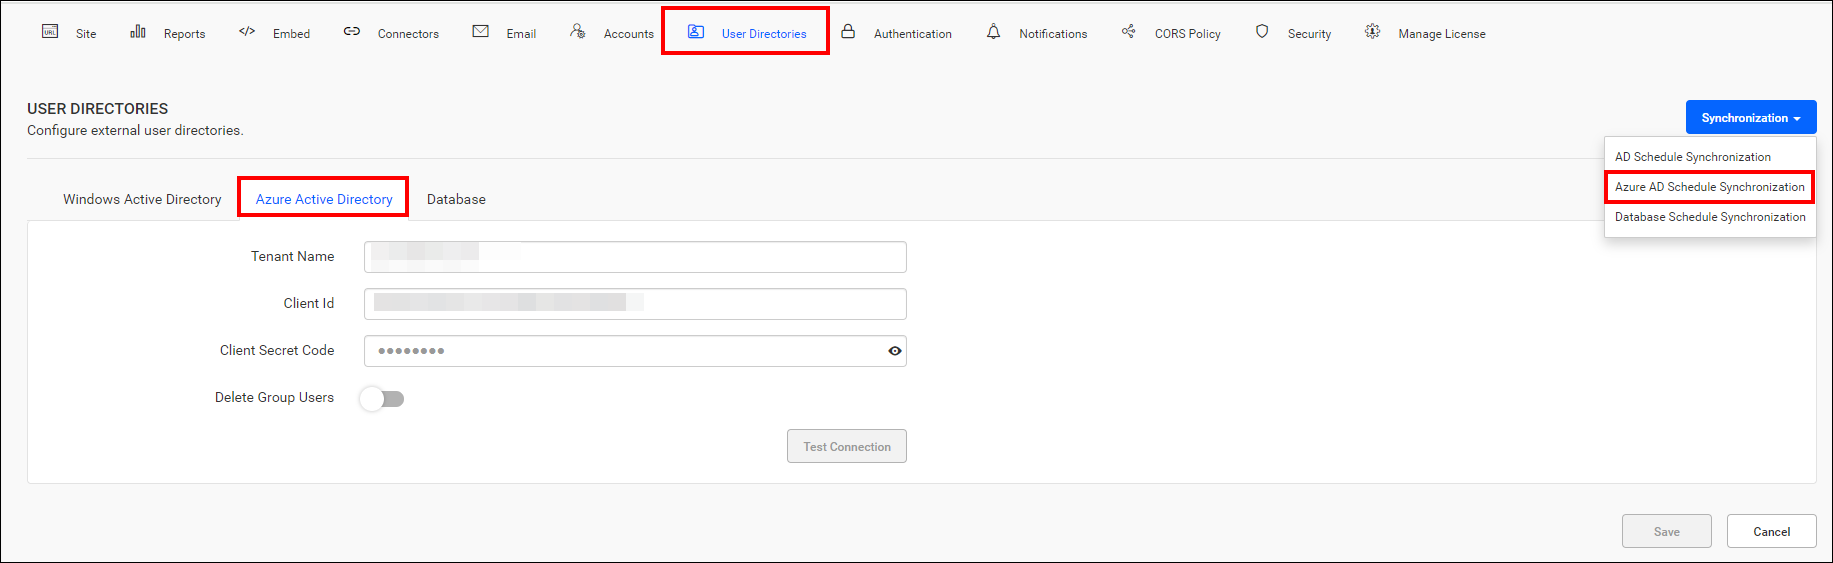 URL Site Reports Embed Connectors Email Accounts User Directories Authentication Notifications CORS Policy Security Manage License
USER DIRECTORIES
Configure external user directories.
Synchronization
AD Schedule Synchronization
Azure AD Schedule Synchronization
Database Schedule Synchronization
Windows Active Directory Azure Active Directory Database
Tenant Name
Client Id
Client Secret Code
Delete Group Users
Test Connection
Save Cancel